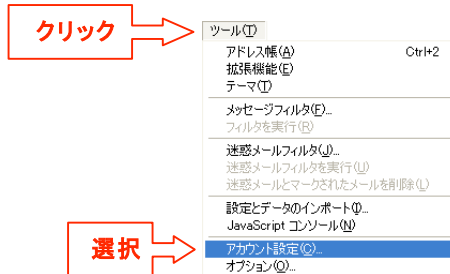 クリック
ツール(T)
アドレス帳(A) Ctrl+2
拡張機能(E)
テーマ(T)
メッセージフィルタ(F)...
フィルタを実行(R)
迷惑メールフィルタ(J)...
迷惑メールフィルタを実行(U)
迷惑メールとマークされたメールを削除(L)
設定とデータのインポート(I)...
JavaScript コンソール(N)
選択
アカウント設定(C)...
オプション(O)...